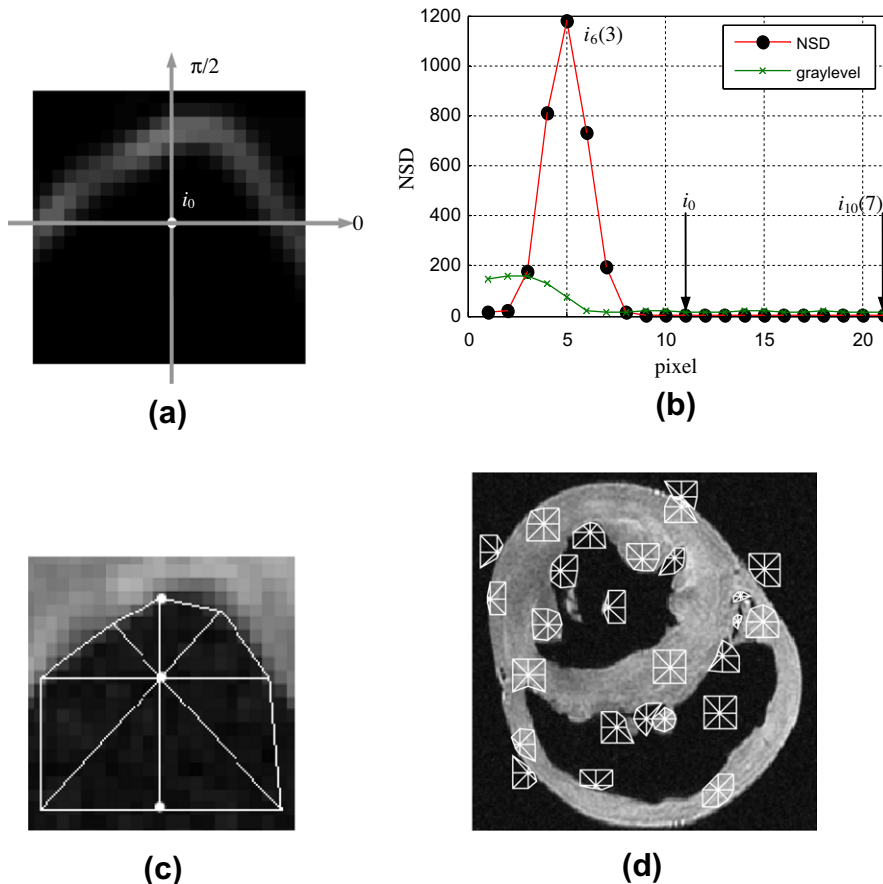 π/2
i₀
0
(a)
1200
1000
800
600
400
200
0
NSD
i₆(3)
NSD
graylevel
i₀
i₁₀(7)
0 5 10 15 20
pixel
(b)
(c)
(d)